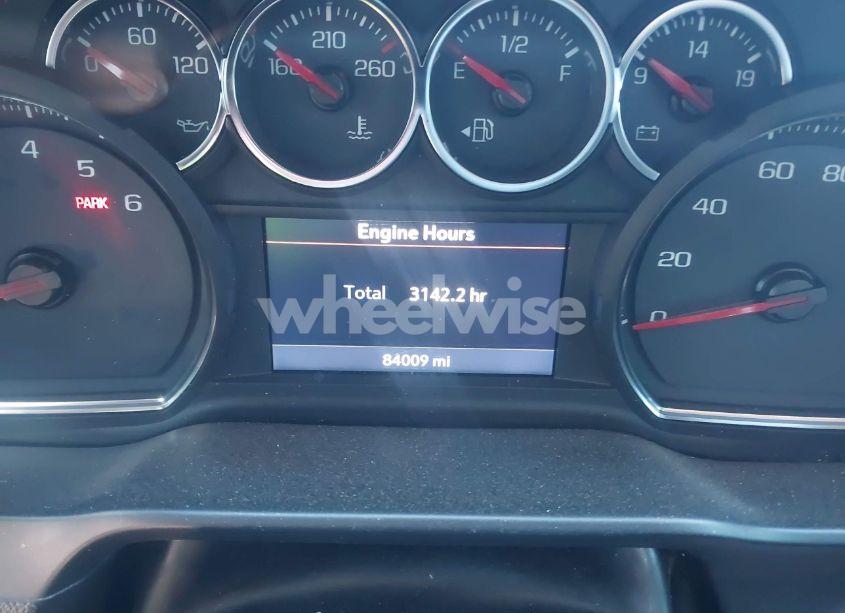 0 60 120
160 210 260
E 1/2 F
9 14 19
4 5 6
PARK
Engine Hours
Total 3142.2 hr
wheelwise
84009 mi
0 20 40 60 80